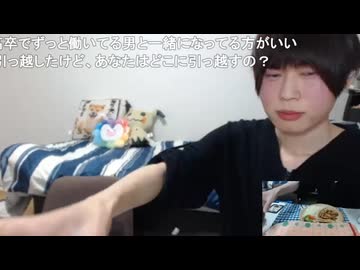 卒でずっと働いてる男と一緒になってる方がいい
引っ越したけど、あなたはどこに引っ越すの？